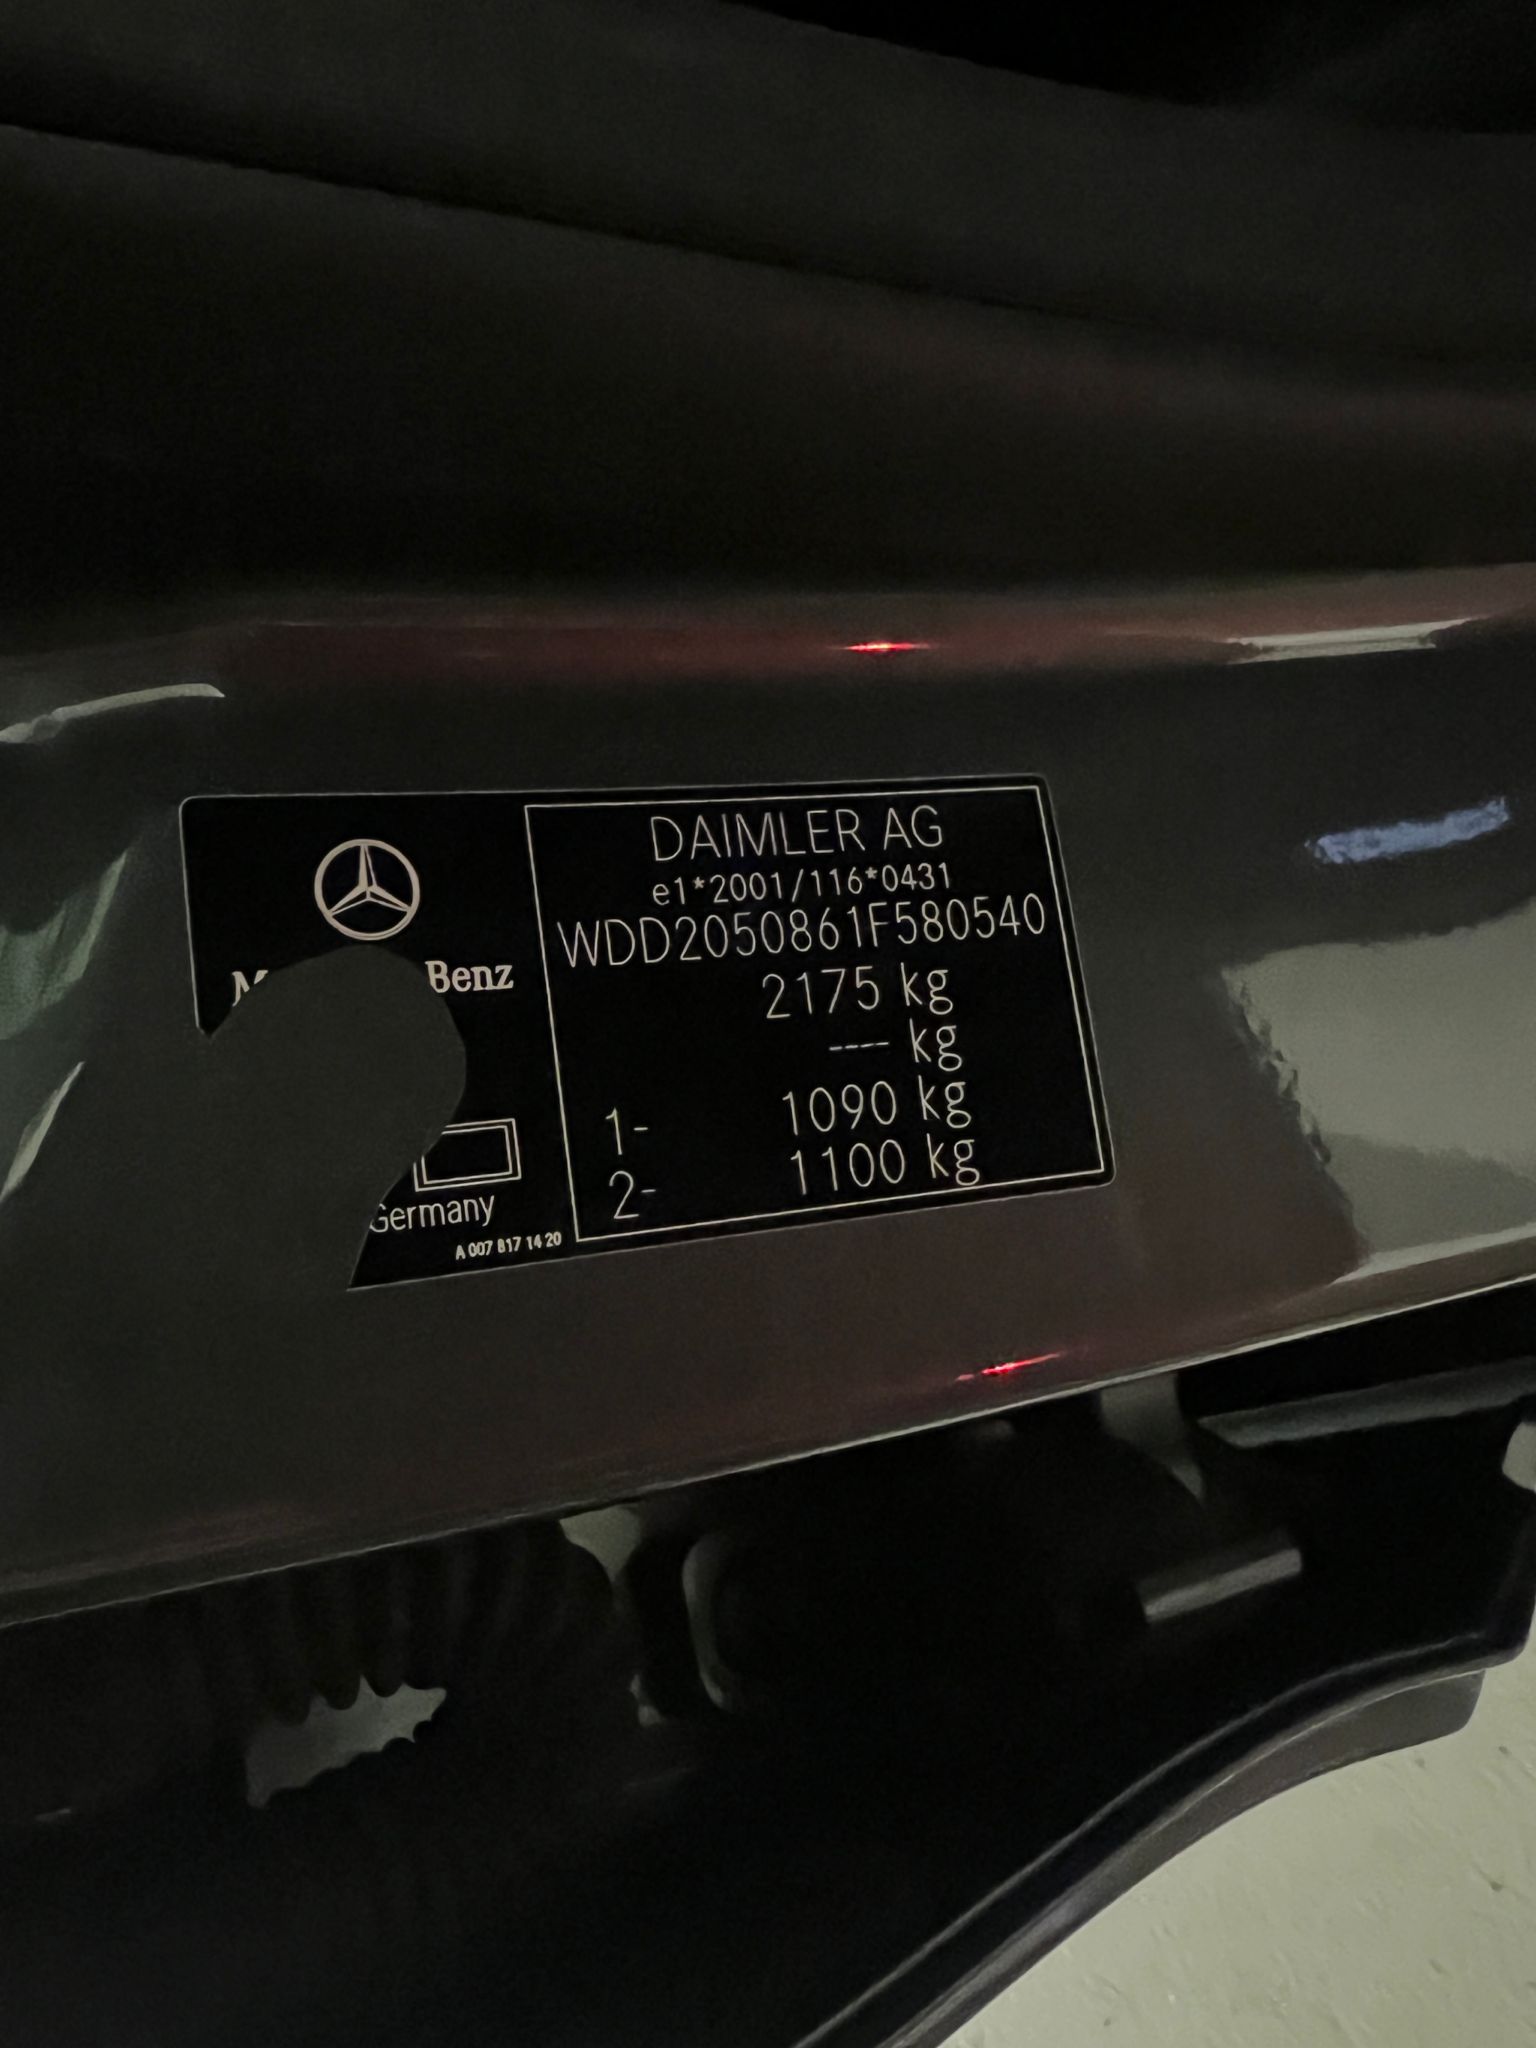 Benz
Germany
A 007 817 14 20
DAIMLER AG
e1*2001/116*0431
WDD2050861F580540
2175 kg
---- kg
1- 1090 kg
2- 1100 kg